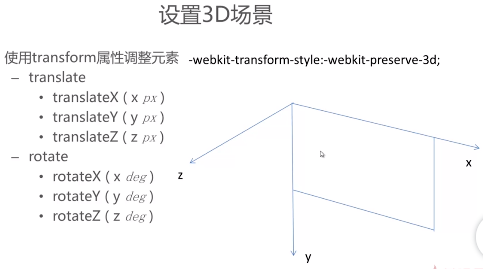 设置3D场景
使用transform属性调整元素 -webkit-transform-style:-webkit-preserve-3d;
– translate
• translateX ( x px )
• translateY ( y px )
• translateZ ( z px )
– rotate
• rotateX ( x deg )
• rotateY ( y deg )
• rotateZ ( z deg )
x
z
y